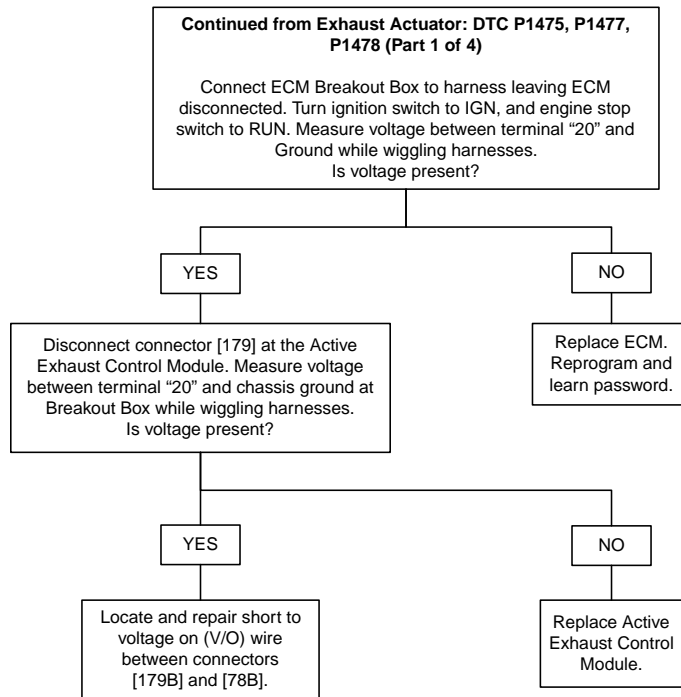 Continued from Exhaust Actuator: DTC P1475, P1477,
P1478 (Part 1 of 4)
Connect ECM Breakout Box to harness leaving ECM
disconnected. Turn ignition switch to IGN, and engine stop
switch to RUN. Measure voltage between terminal “20” and
Ground while wiggling harnesses.
Is voltage present?
YES
NO
Disconnect connector [179] at the Active
Exhaust Control Module. Measure voltage
between terminal “20” and chassis ground at
Breakout Box while wiggling harnesses.
Is voltage present?
Replace ECM.
Reprogram and
learn password.
YES
NO
Locate and repair short to
voltage on (V/O) wire
between connectors
[179B] and [78B].
Replace Active
Exhaust Control
Module.